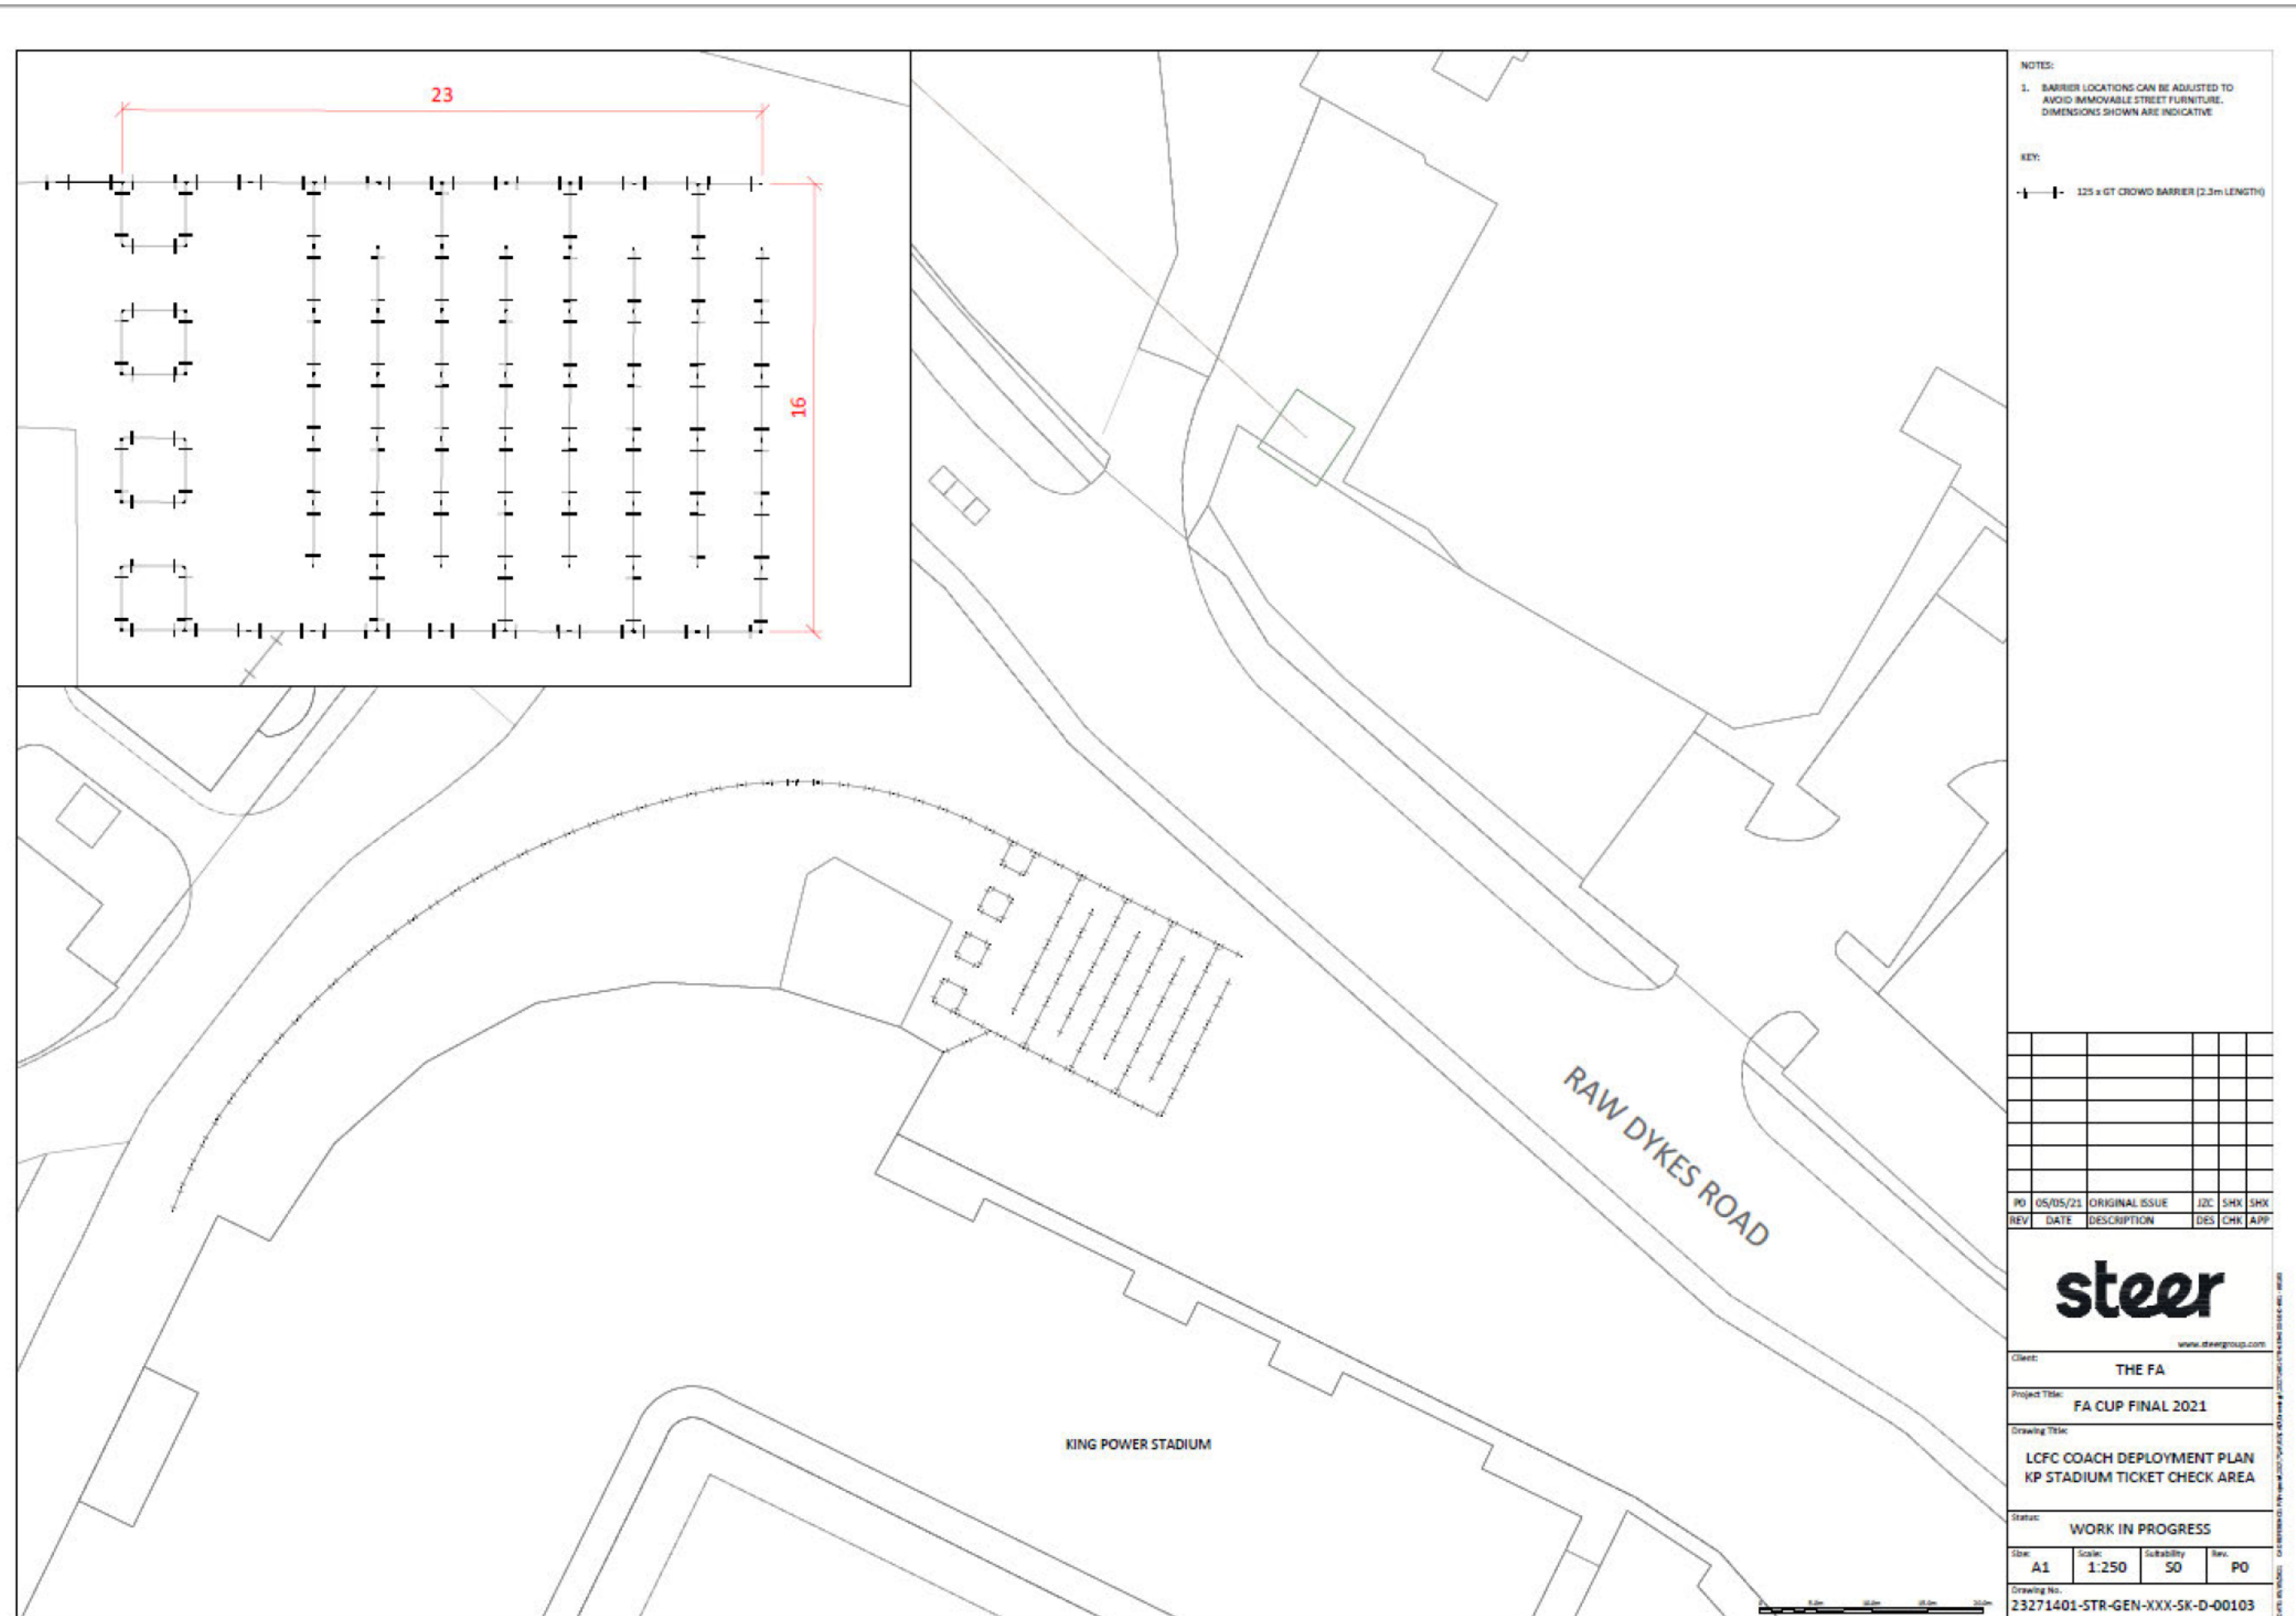 23
16
RAW DYKES ROAD
KING POWER STADIUM
NOTES:
1. BARRIER LOCATIONS CAN BE ADJUSTED TO
AVOID IMMOVABLE STREET FURNITURE.
DIMENSIONS SHOWN ARE INDICATIVE
KEY:
125 x GT CROWD BARRIER (2.3m LENGTH)
P0 05/05/21 ORIGINAL ISSUE JZC SHX SHX
REV DATE DESCRIPTION DES CHK APP
steer
www.steergroup.com
Client:
THE FA
Project Title:
FA CUP FINAL 2021
Drawing Title:
LCFC COACH DEPLOYMENT PLAN
KP STADIUM TICKET CHECK AREA
Status:
WORK IN PROGRESS
Size: Scale: Suitability Rev.
A1 1:250 S0 P0
Drawing No.
23271401-STR-GEN-XXX-SK-D-00103